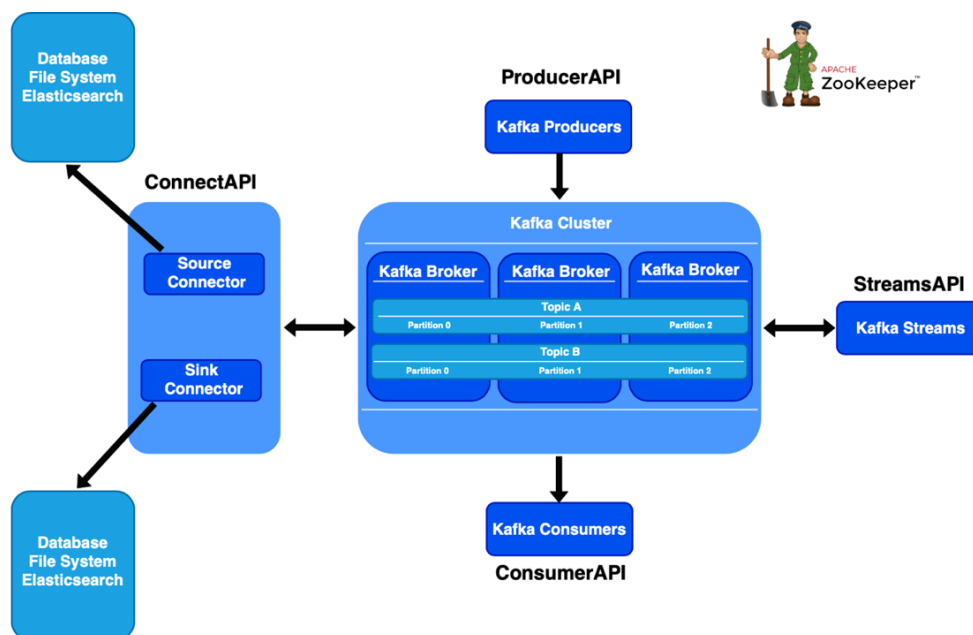 Database
File System
Elasticsearch
APACHE
ZooKeeper™
ProducerAPI
Kafka Producers
ConnectAPI
Source
Connector
Sink
Connector
Kafka Cluster
Kafka Broker
Kafka Broker
Kafka Broker
Topic A
Partition 0
Partition 1
Partition 2
Topic B
Partition 0
Partition 1
Partition 2
StreamsAPI
Kafka Streams
Kafka Consumers
ConsumerAPI
Database
File System
Elasticsearch